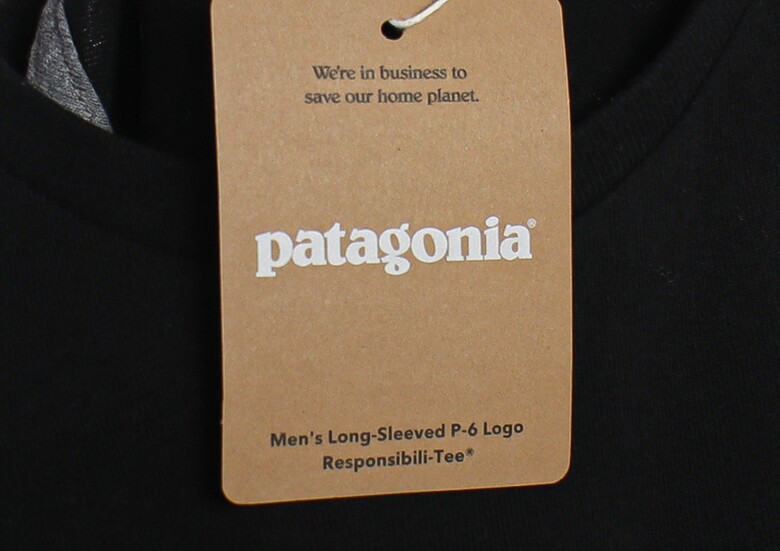 We're in business to
save our home planet.
patagonia®
Men's Long-Sleeved P-6 Logo
Responsibili-Tee®